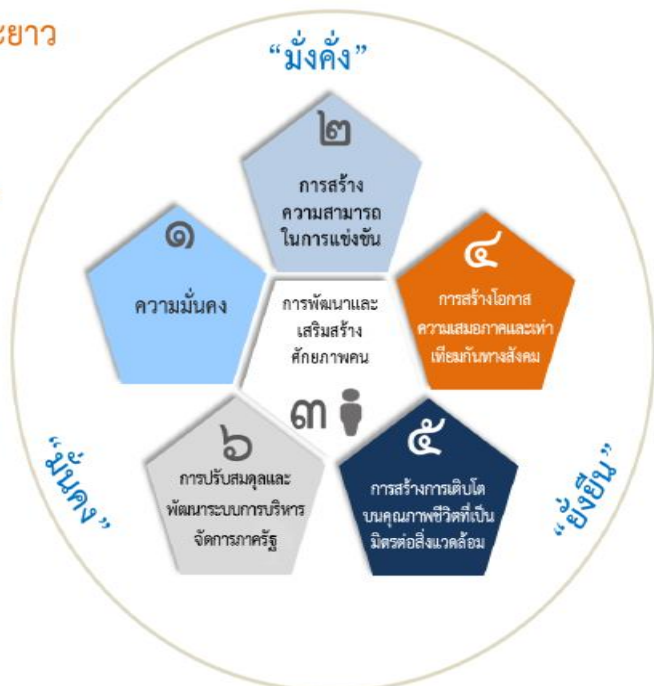 “มั่งคั่ง”
๒
การสร้าง
ความสามารถ
ในการแข่งขัน
๑
ความมั่นคง
๔
การสร้างโอกาส
ความเสมอภาคและเท่า
เทียมกันทางสังคม
การพัฒนาและ
เสริมสร้าง
ศักยภาพคน
๓
๖
การปรับสมดุลและ
พัฒนาระบบการบริหาร
จัดการภาครัฐ
๕
การสร้างการเติบโต
บนคุณภาพชีวิตที่เป็น
มิตรต่อสิ่งแวดล้อม
“มั่นคง”
“ยั่งยืน”